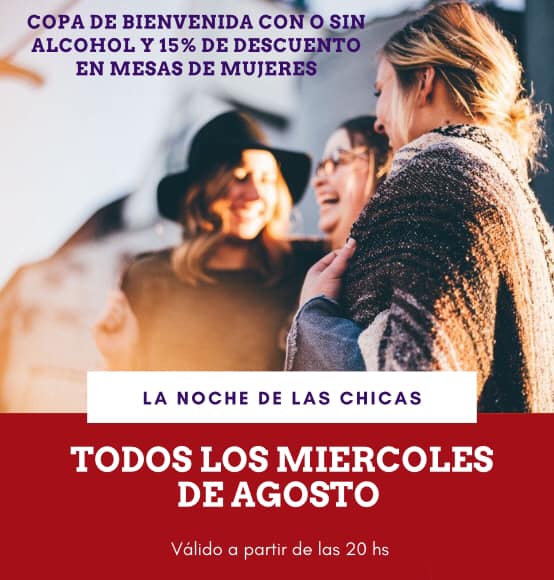 COPA DE BIENVENIDA CON O SIN
ALCOHOL Y 15% DE DESCUENTO
EN MESAS DE MUJERES
LA NOCHE DE LAS CHICAS
TODOS LOS MIERCOLES
DE AGOSTO
Válido a partir de las 20 hs